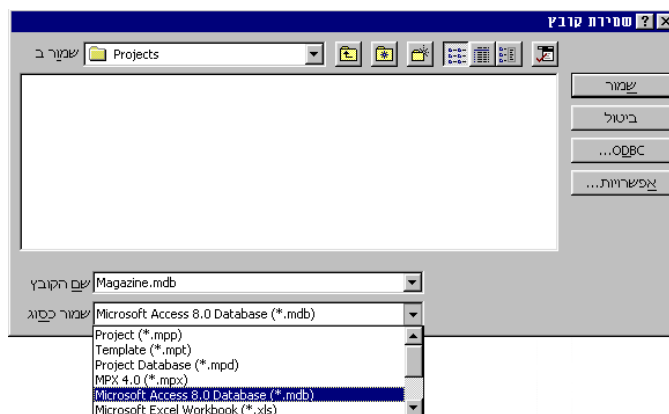 שמירת קובץ
שמור ב Projects
שמור
ביטול
ODBC...
אפשרויות...
שם הקובץ Magazine.mdb
שמור כסוג Microsoft Access 8.0 Database (*.mdb)
Project (*.mpp)
Template (*.mpt)
Project Database (*.mpd)
MPX 4.0 (*.mpx)
Microsoft Access 8.0 Database (*.mdb)
Microsoft Excel Workbook (*.xls)